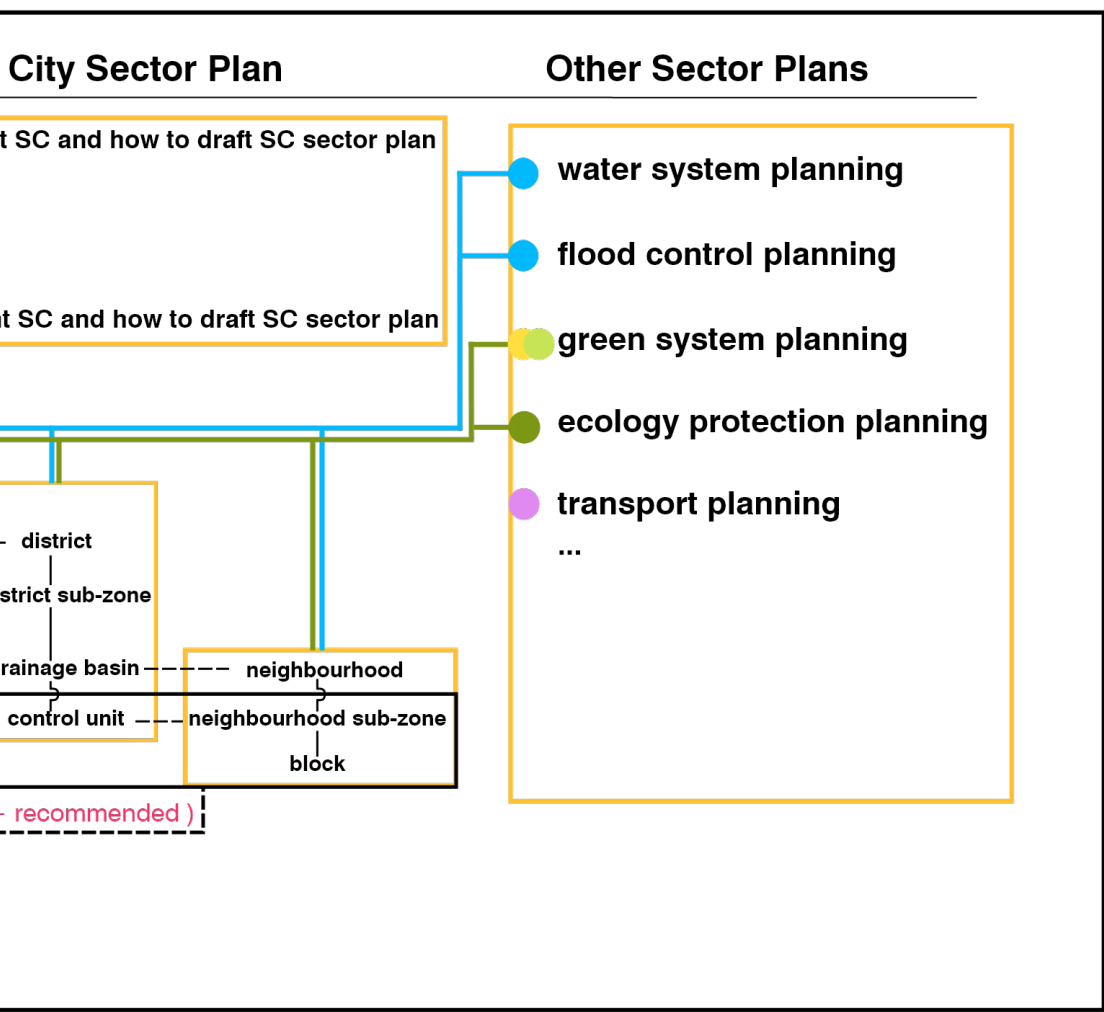 City Sector Plan
Other Sector Plans
t SC and how to draft SC sector plan
t SC and how to draft SC sector plan
water system planning
flood control planning
green system planning
ecology protection planning
transport planning
...
district
strict sub-zone
rainage basin
control unit
neighbourhood
neighbourhood sub-zone
block
- recommended )